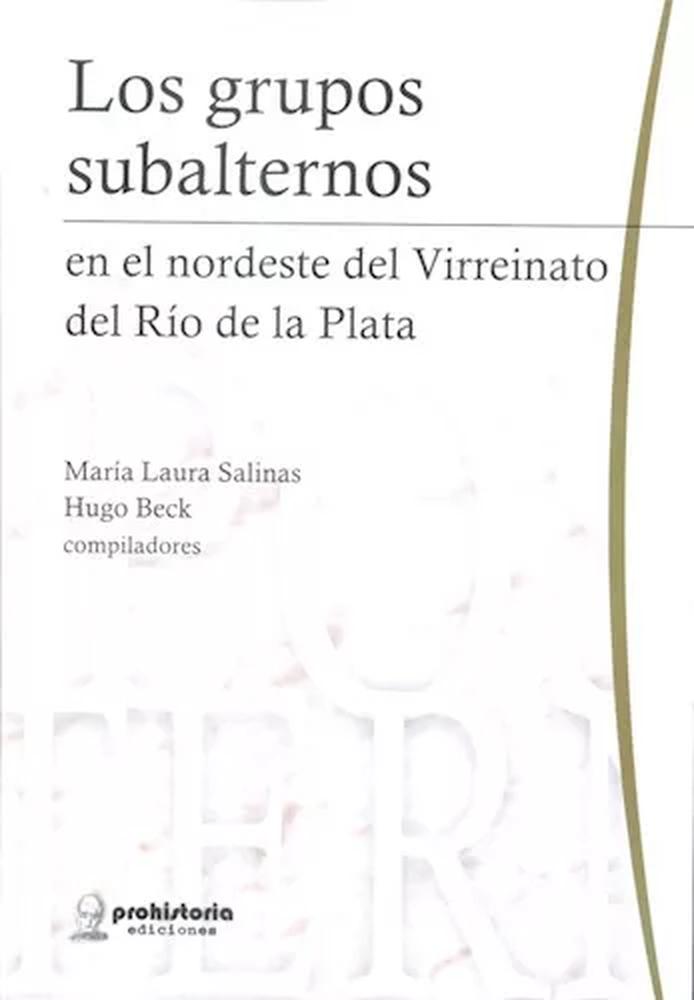 Los grupos
subalternos
en el nordeste del Virreinato
del Río de la Plata
María Laura Salinas
Hugo Beck
compiladores
prohistoria
ediciones